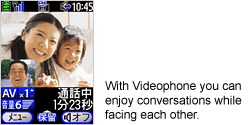 10:45
AV×1
通話中
音量6
1分23秒
メニュー 保留 オフ
With Videophone you can
enjoy conversations while
facing each other.